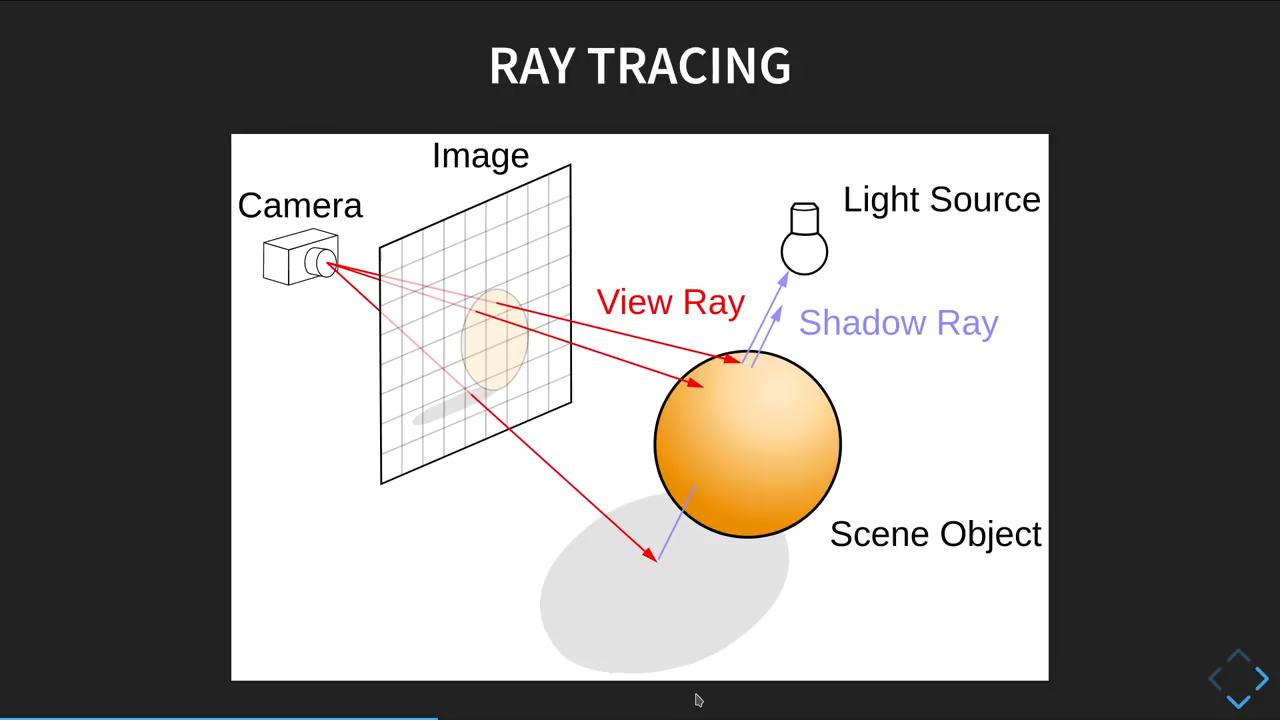 RAY TRACING
Image
Camera
Light Source
View Ray
Shadow Ray
Scene Object